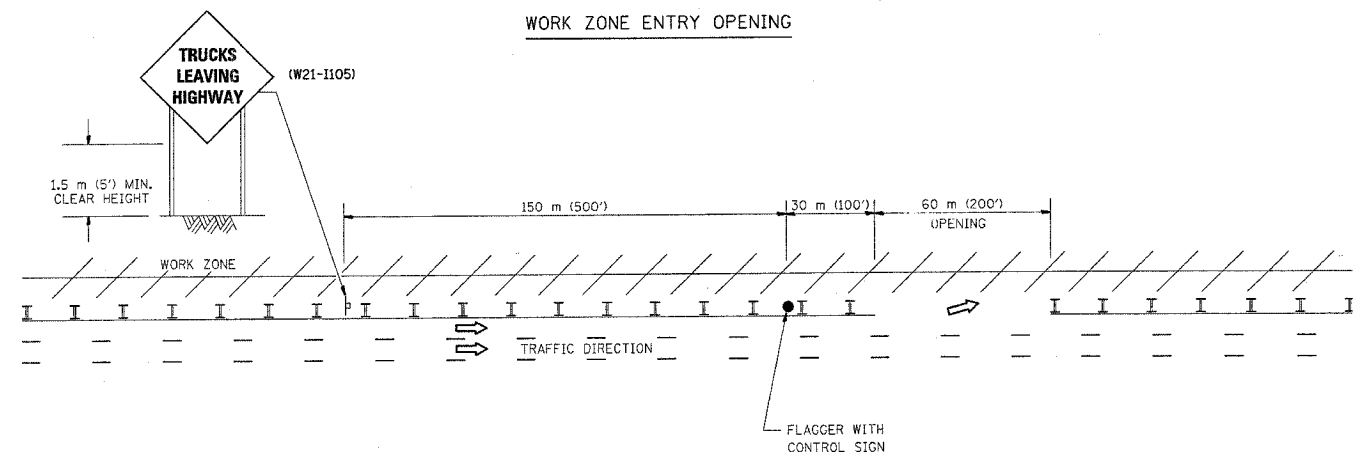 WORK ZONE ENTRY OPENING
TRUCKS
LEAVING
HIGHWAY
(W21-I105)
1.5 m (5') MIN.
CLEAR HEIGHT
150 m (500')
30 m (100')
60 m (200')
OPENING
WORK ZONE
TRAFFIC DIRECTION
FLAGGER WITH
CONTROL SIGN